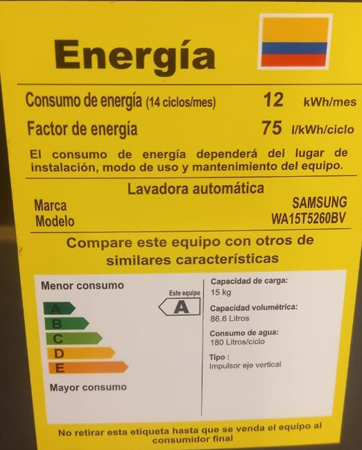 Energía
Consumo de energía (14 ciclos/mes) 12 kWh/mes
Factor de energía 75 l/kWh/ciclo
El consumo de energía dependerá del lugar de
instalación, modo de uso y mantenimiento del equipo.
Lavadora automática
Marca SAMSUNG
Modelo WA15T5260BV
Compare este equipo con otros de
similares características
Menor consumo
Este equipo
A
A
B
C
D
E
Mayor consumo
Capacidad de carga:
15 kg
Capacidad volumétrica:
86.6 Litros
Consumo de agua:
180 Litros/ciclo
Tipo :
Impulsor eje vertical
No retirar esta etiqueta hasta que se venda el equipo al
consumidor final